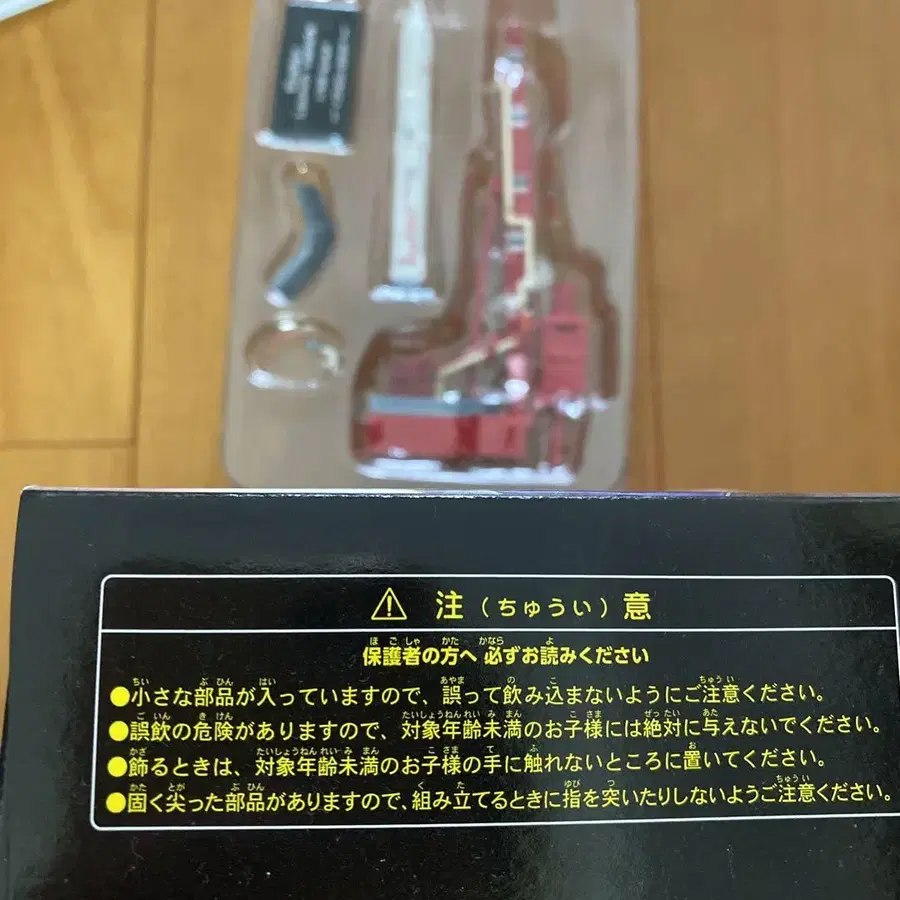 ⚠ 注(ちゅうい)意
保護者の方へ 必ずお読みください
●小さな部品が入っていますので、誤って飲み込まないようにご注意ください。
●誤飲の危険がありますので、対象年齢未満のお子様には絶対に与えないでください。
●飾るときは、対象年齢未満のお子様の手に触れないところに置いてください。
●固く尖った部品がありますので、組み立てるときに指を突いたりしないようご注意ください。